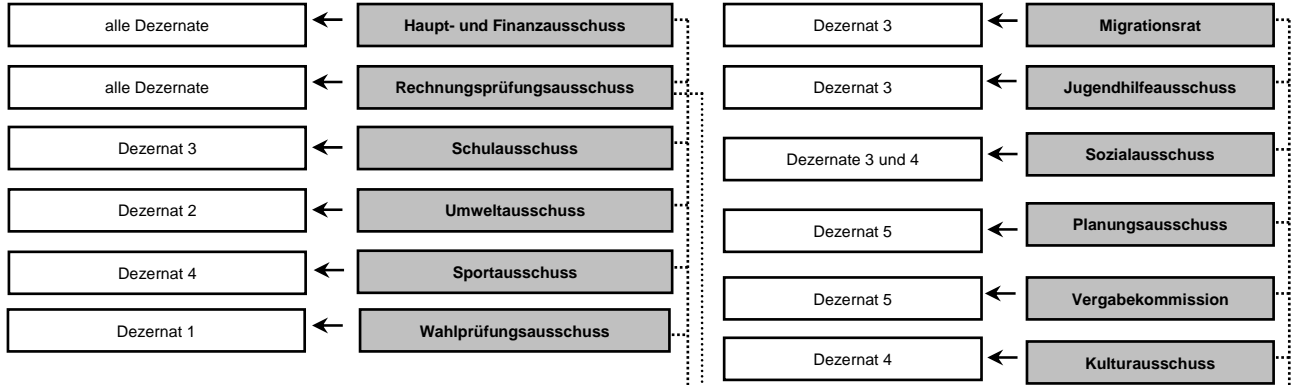 alle Dezernate
Haupt- und Finanzausschuss
alle Dezernate
Rechnungsprüfungsausschuss
Dezernat 3
Schulausschuss
Dezernat 2
Umweltausschuss
Dezernat 4
Sportausschuss
Dezernat 1
Wahlprüfungsausschuss
Dezernat 3
Migrationsrat
Dezernat 3
Jugendhilfeausschuss
Dezernate 3 und 4
Sozialausschuss
Dezernat 5
Planungsausschuss
Dezernat 5
Vergabekommission
Dezernat 4
Kulturausschuss